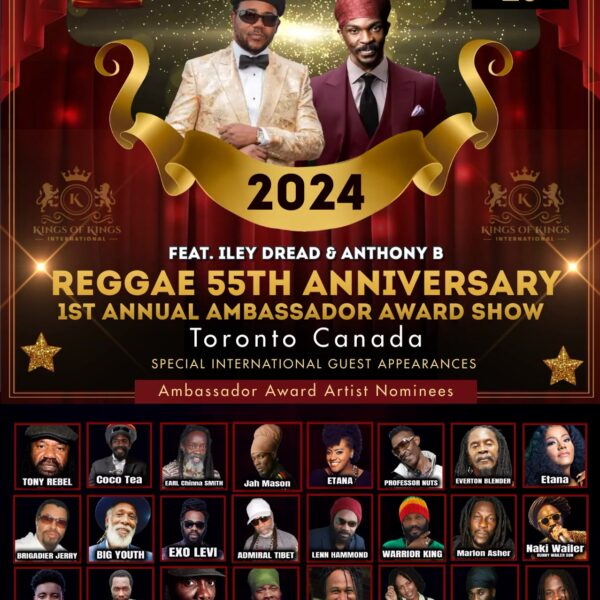 2024
KINGS OF KINGS
INTERNATIONAL
K
KINGS OF KINGS
INTERNATIONAL
K
FEAT. ILEY DREAD & ANTHONY B
REGGAE 55TH ANNIVERSARY
1ST ANNUAL AMBASSADOR AWARD SHOW
Toronto Canada
SPECIAL INTERNATIONAL GUEST APPEARANCES
Ambassador Award Artist Nominees
TONY REBEL
COCO TEA
EARL Chinna SMITH
Jah Mason
ETANA
PROFESSOR NUTS
EVERTON BLENDER
Etana
BRIGADIER JERRY
BIG YOUTH
EXO LEVI
ADMIRAL TIBET
LENN HAMMOND
WARRIOR KING
Marlon Asher
Naki Wailer
BUNNY WAILER SON